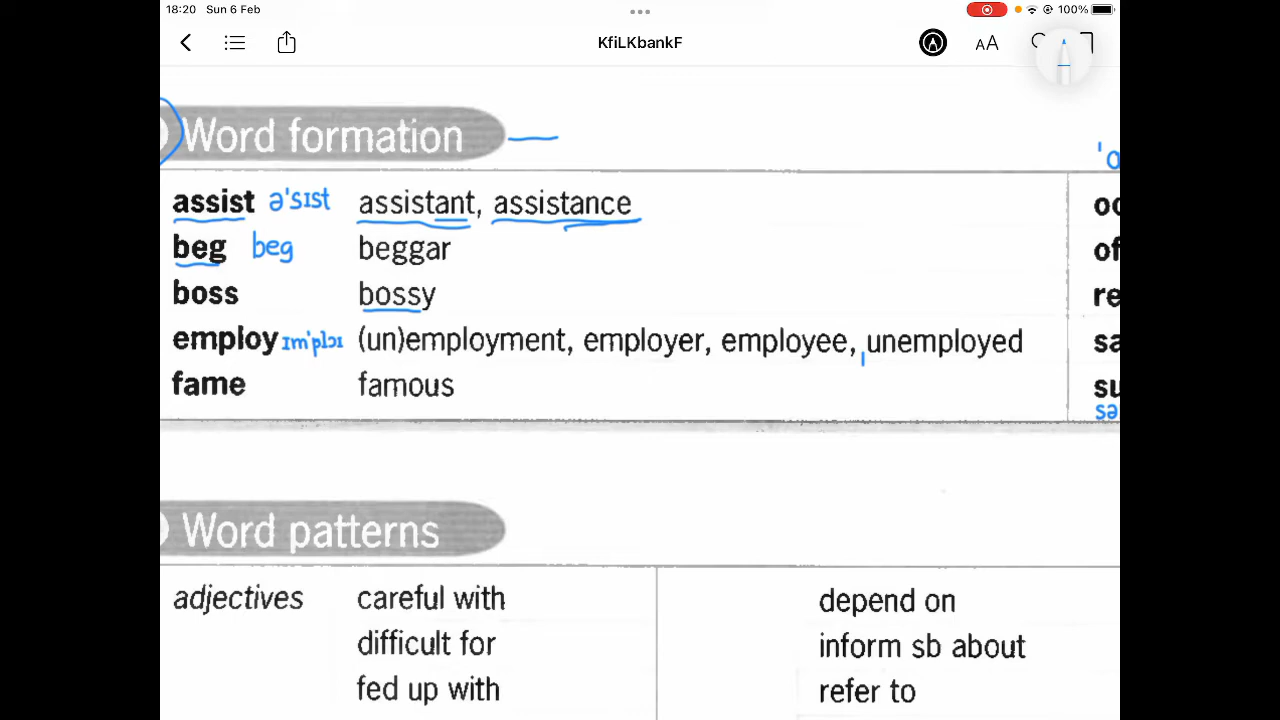 18:20 Sun 6 Feb 100%
KfiLKbankF AA
Word formation
assist ə'sɪst assistant, assistance
beg beg beggar
boss bossy
employ ɪm'plɔɪ (un)employment, employer, employee, unemployed
fame famous
sə
Word patterns
adjectives careful with depend on
difficult for inform sb about
fed up with refer to